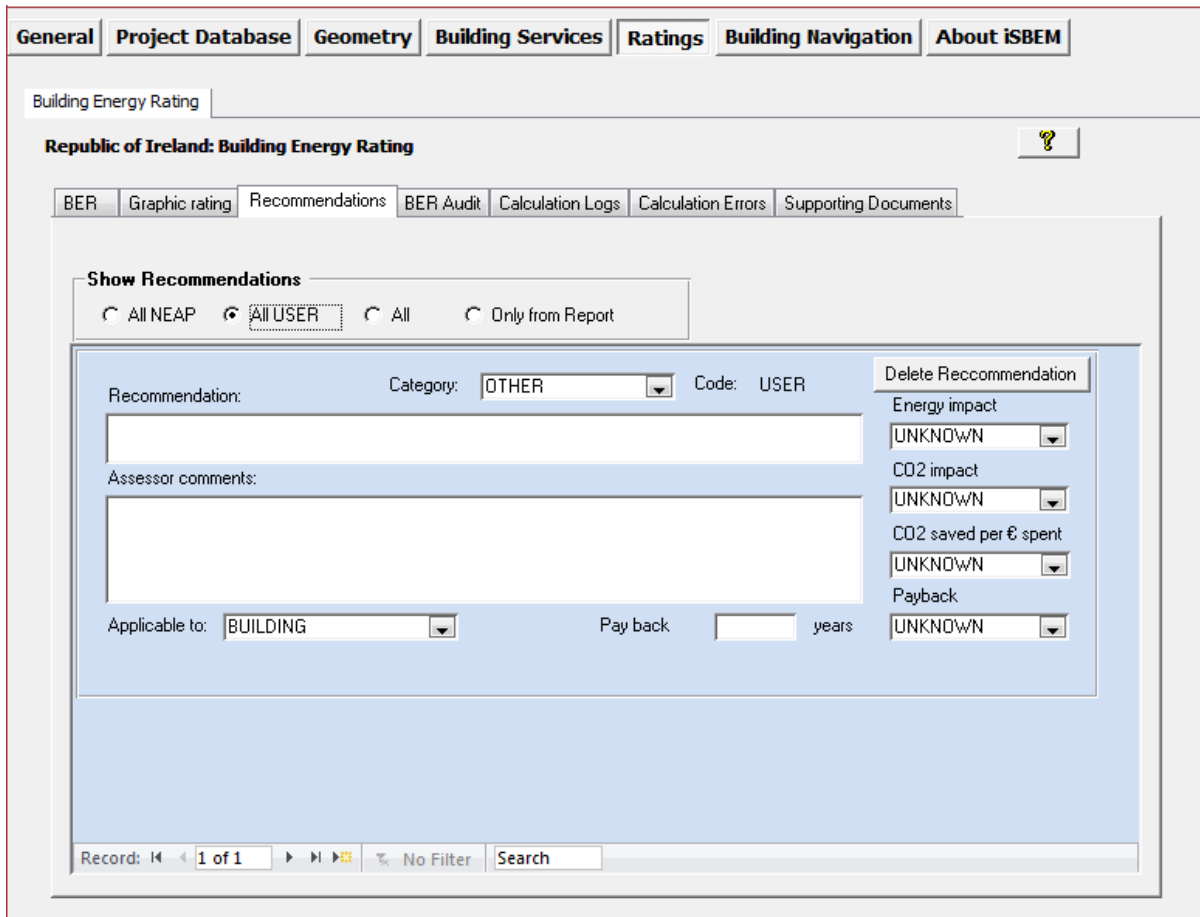 General Project Database Geometry Building Services Ratings Building Navigation About iSBEM
Building Energy Rating
Republic of Ireland: Building Energy Rating ?
BER Graphic rating Recommendations BER Audit Calculation Logs Calculation Errors Supporting Documents
Show Recommendations
All NEAP All USER All Only from Report
Delete Reccommendation
Recommendation: Category: OTHER Code: USER
Energy impact
UNKNOWN
Assessor comments:
CO2 impact
UNKNOWN
CO2 saved per € spent
UNKNOWN
Payback
Applicable to: BUILDING Pay back years UNKNOWN
Record: 1 of 1 No Filter Search